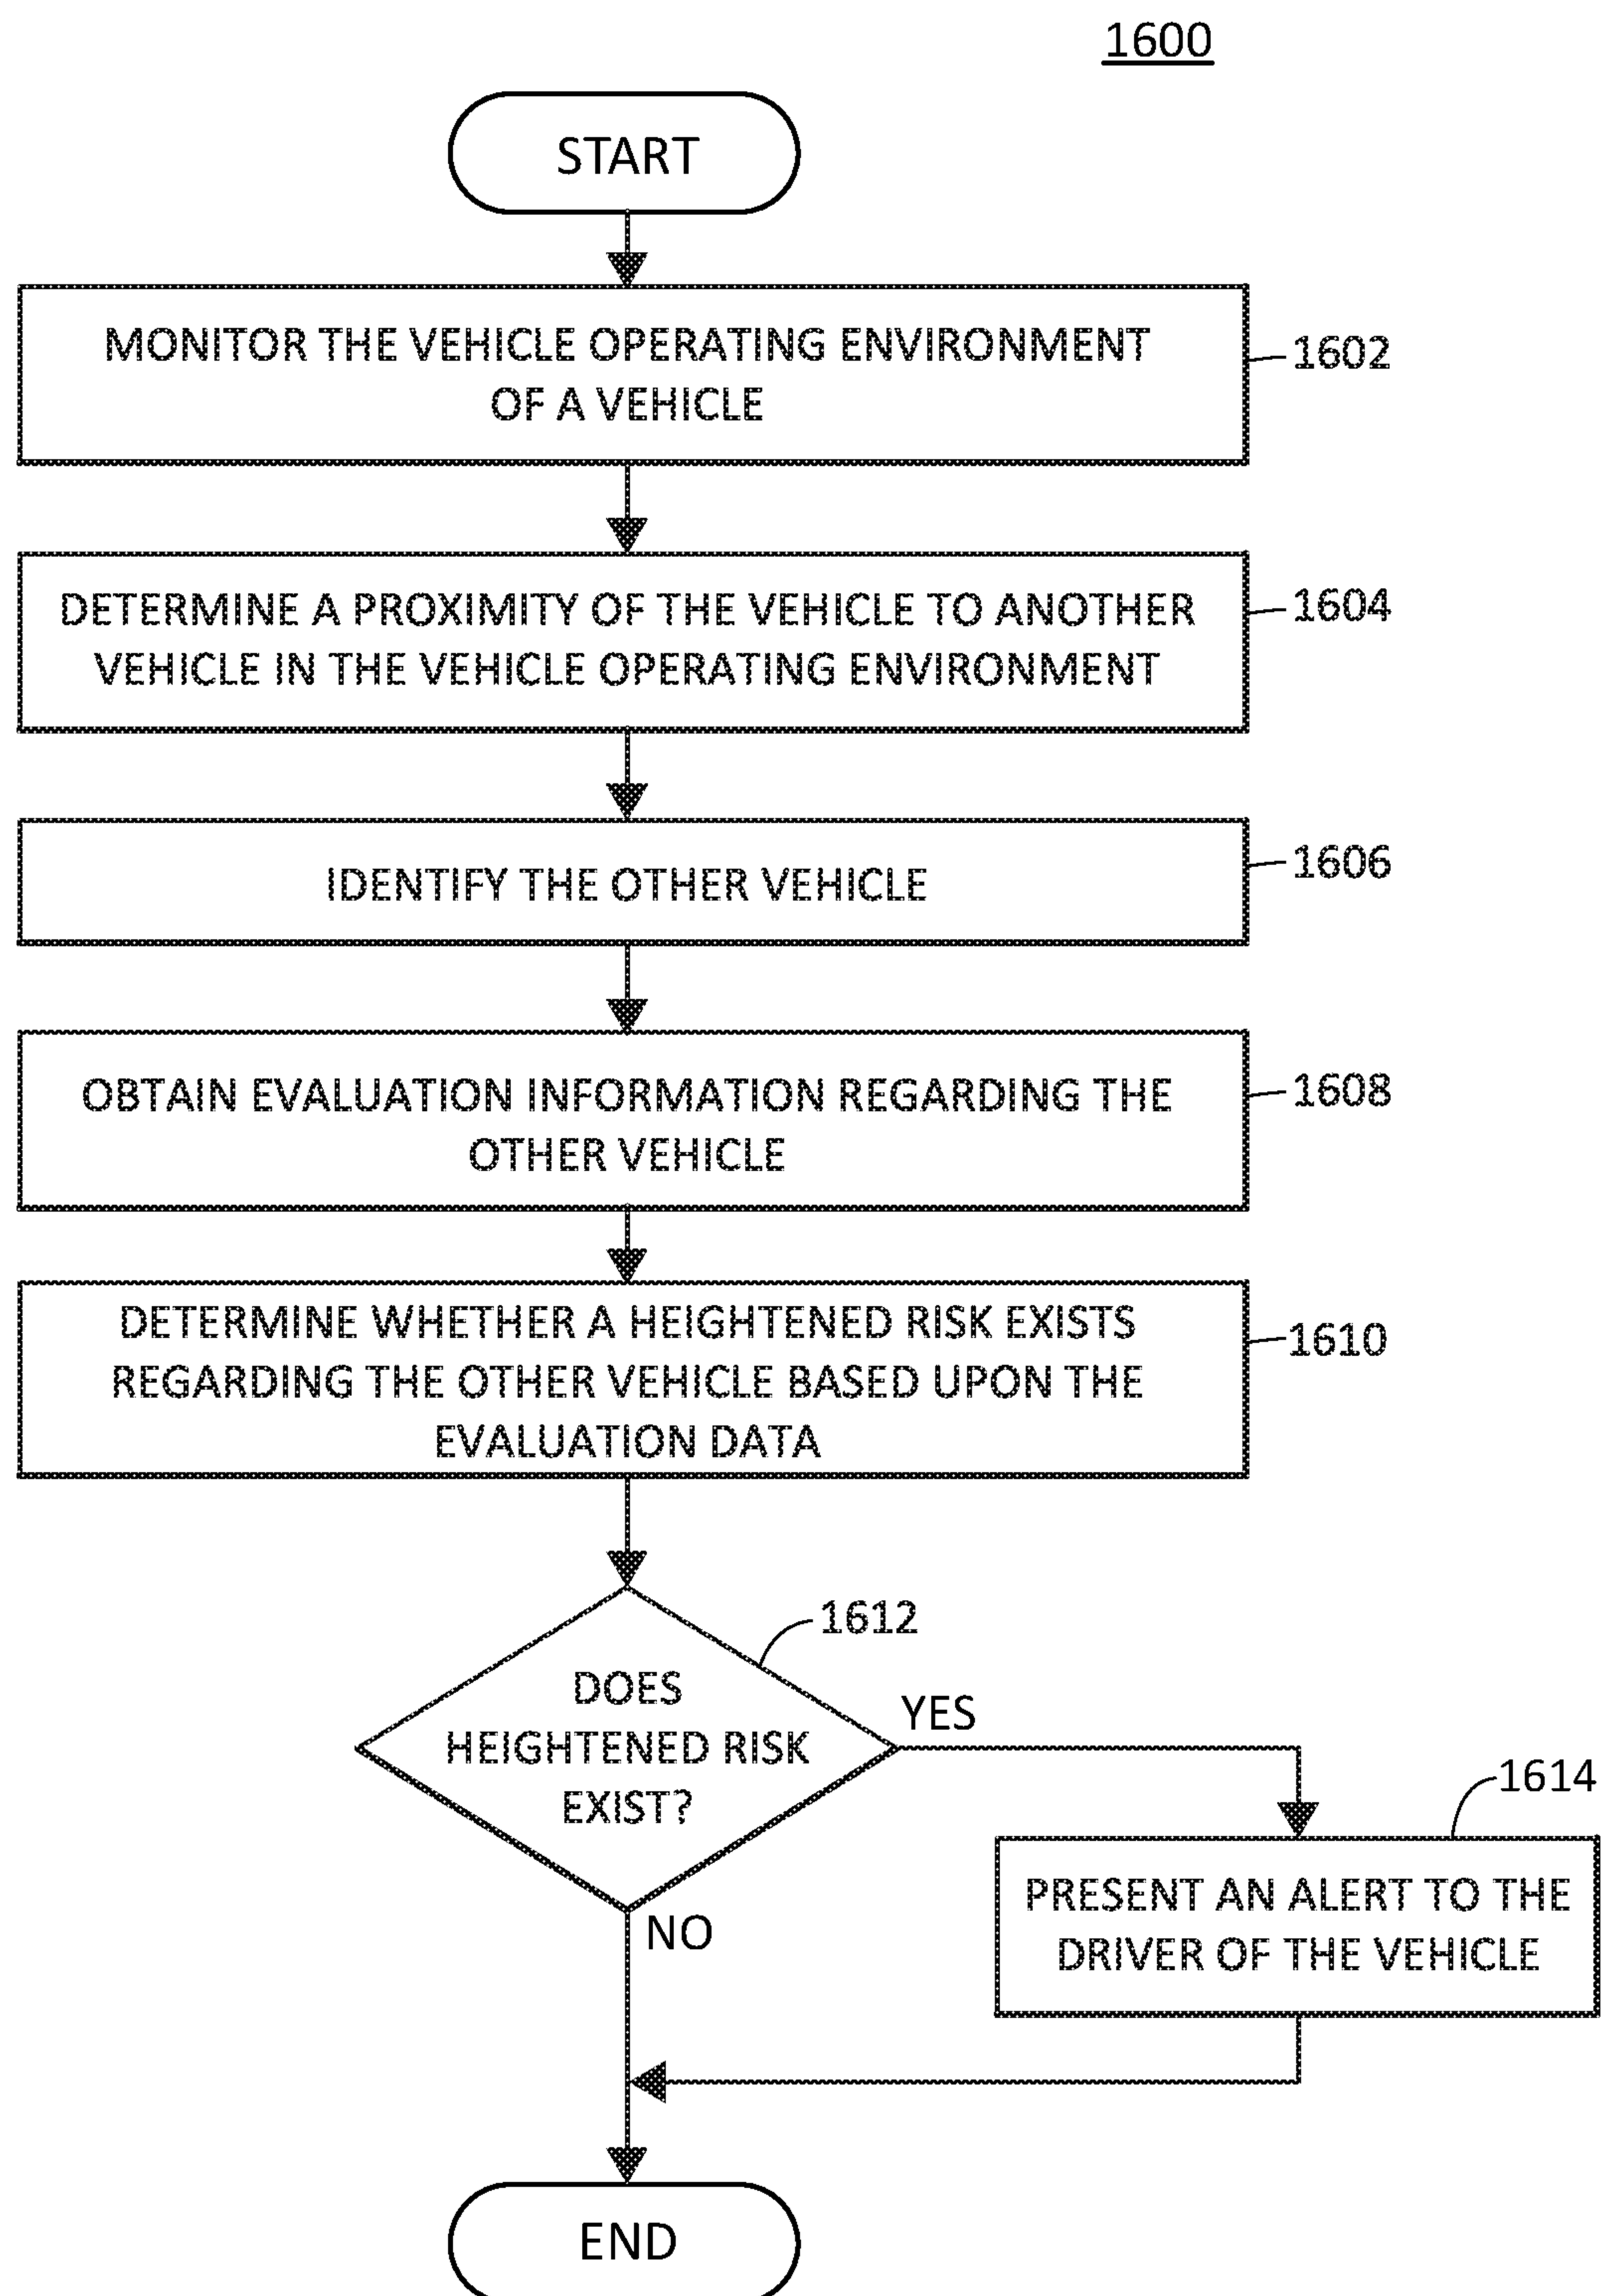 1600
START
MONITOR THE VEHICLE OPERATING ENVIRONMENT
OF A VEHICLE
1602
DETERMINE A PROXIMITY OF THE VEHICLE TO ANOTHER
VEHICLE IN THE VEHICLE OPERATING ENVIRONMENT
1604
IDENTIFY THE OTHER VEHICLE
1606
OBTAIN EVALUATION INFORMATION REGARDING THE
OTHER VEHICLE
1608
DETERMINE WHETHER A HEIGHTENED RISK EXISTS
REGARDING THE OTHER VEHICLE BASED UPON THE
EVALUATION DATA
1610
1612
DOES
HEIGHTENED RISK
EXIST?
YES
NO
1614
PRESENT AN ALERT TO THE
DRIVER OF THE VEHICLE
END